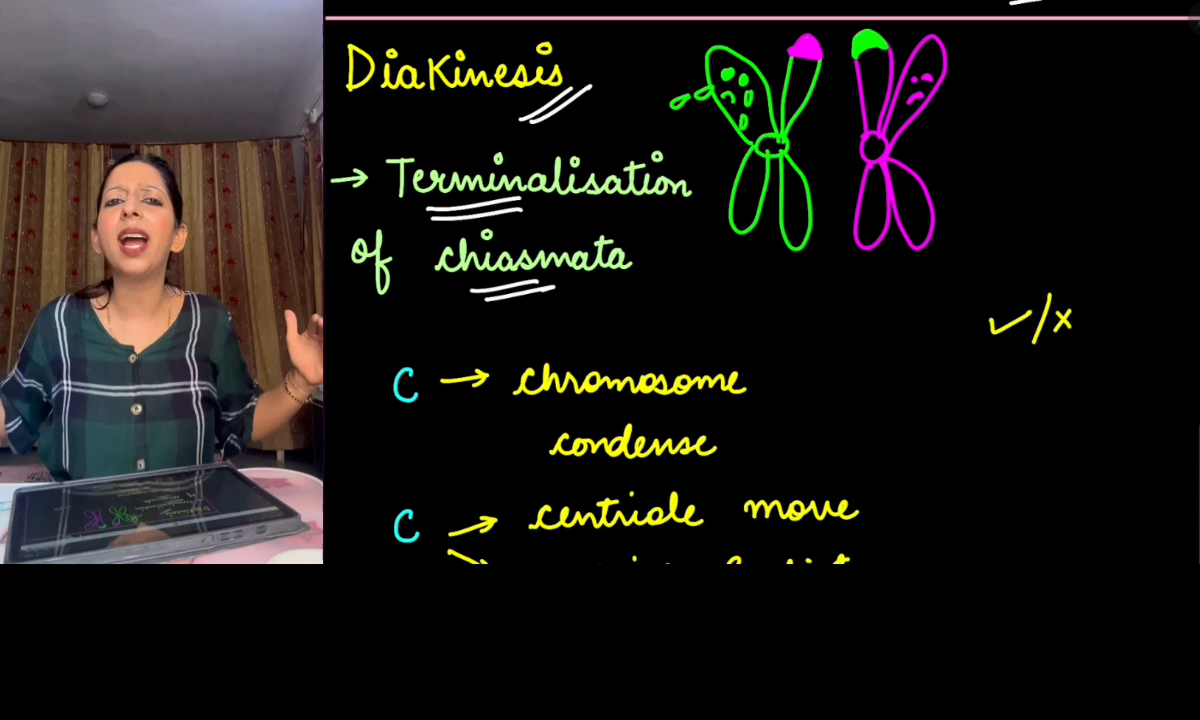 Diakinesis
→ Terminalisation
of chiasmata
✓/x
C → chromosome
condense
C → centriole move